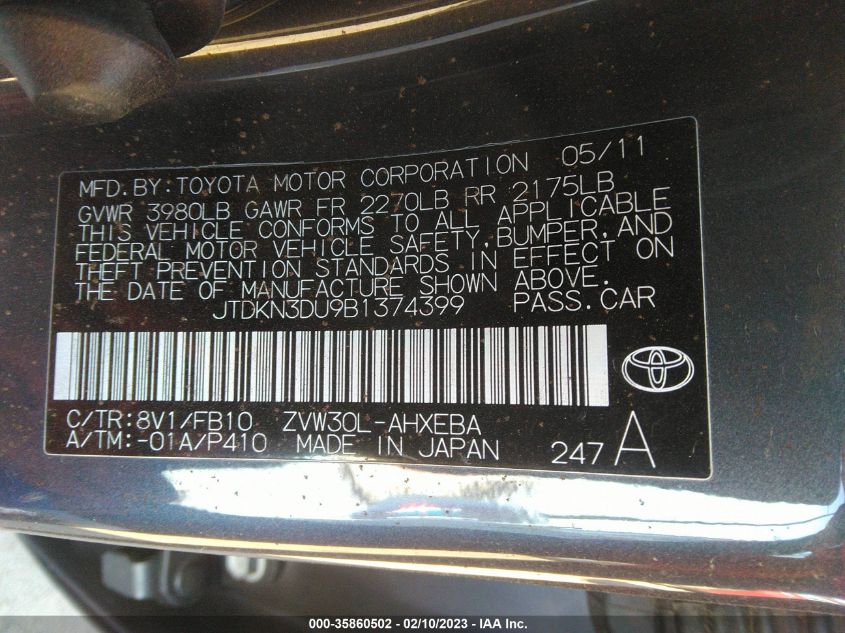 MFD.BY:TOYOTA MOTOR CORPORATION 05/11
GVWR 3980LB GAWR FR 2270LB RR 2175LB
THIS VEHICLE CONFORMS TO ALL APPLICABLE
FEDERAL MOTOR VEHICLE SAFETY,BUMPER,AND
THEFT PREVENTION STANDARDS IN EFFECT ON
THE DATE OF MANUFACTURE SHOWN ABOVE.
JTDKN3DU9B1374399 PASS.CAR
C/TR:8V1/FB10 ZVW30L-AHXEBA
A/TM:-01A/P410 MADE IN JAPAN 247 A
000-35860502 - 02/10/2023 - IAA Inc.